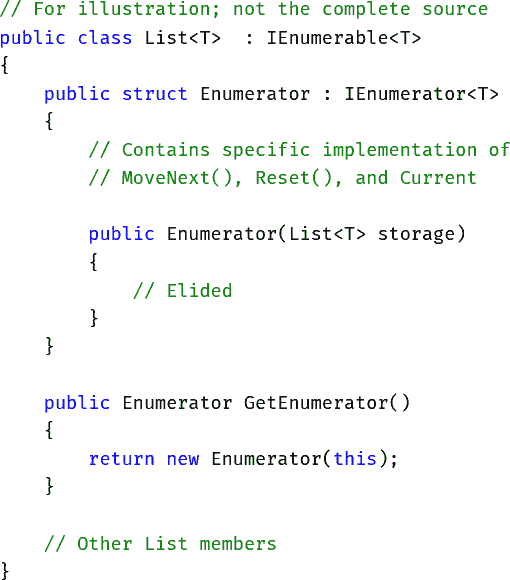 // For illustration; not the complete source
public class List<T>  : IEnumerable<T>
{
    public struct Enumerator : IEnumerator<T>
    {
        // Contains specific implementation of
        // MoveNext(), Reset(), and Current

        public Enumerator(List<T> storage)
        {
            // Elided
        }
    }

    public Enumerator GetEnumerator()
    {
        return new Enumerator(this);
    }

    // Other List members
}